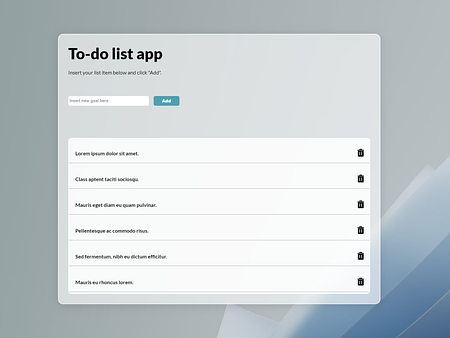 To-do list app
Insert your list item below and click "Add".
Insert new goal here...
Add
Lorem ipsum dolor sit amet.
Class aptent taciti sociosqu.
Mauris eget diam eu quam pulvinar.
Pellentesque ac commodo risus.
Sed fermentum, nibh eu dictum efficitur.
Mauris eu rhoncus lorem.